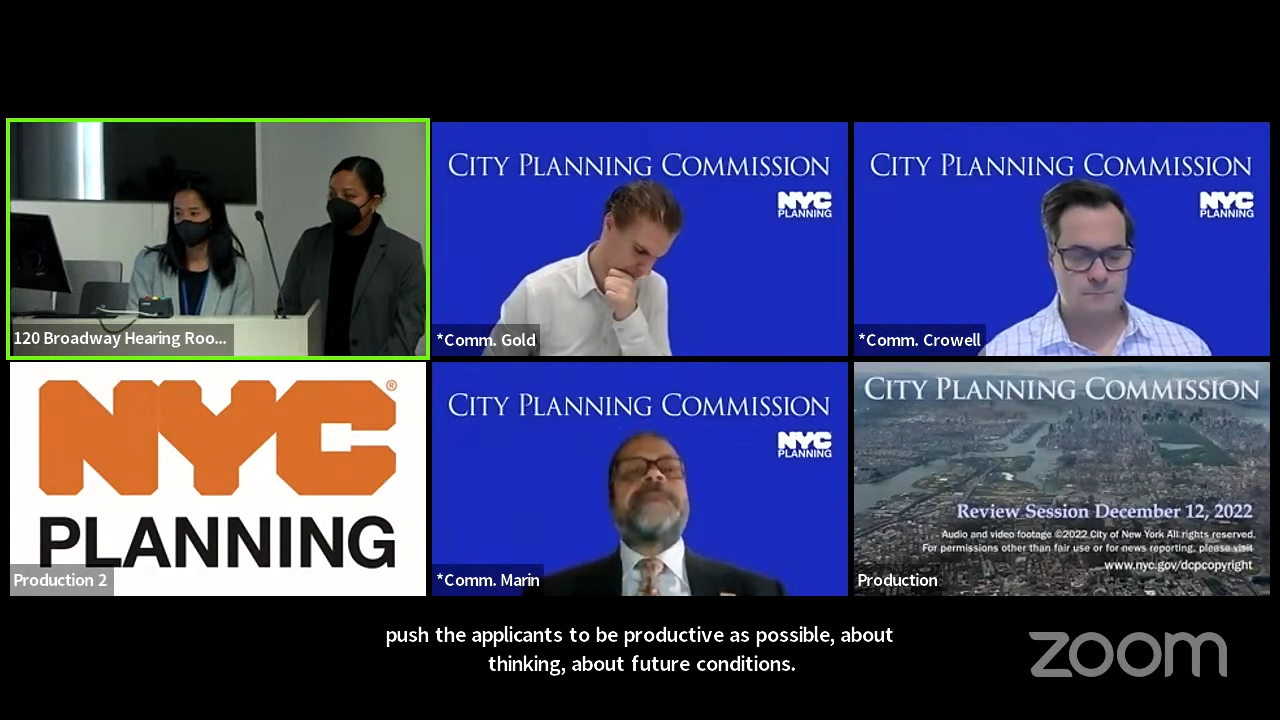 CITY PLANNING COMMISSION
NYC
PLANNING
CITY PLANNING COMMISSION
NYC
PLANNING
120 Broadway Hearing Roo...
*Comm. Gold
*Comm. Crowell
NYC®
PLANNING
Production 2
CITY PLANNING COMMISSION
NYC
PLANNING
*Comm. Marin
CITY PLANNING COMMISSION
Review Session December 12, 2022
Audio and video footage ©2022 City of New York All rights reserved.
For permissions other than fair use or for news reporting, please visit
www.nyc.gov/dcpcopyright
Production
push the applicants to be productive as possible, about
thinking, about future conditions.
zoom